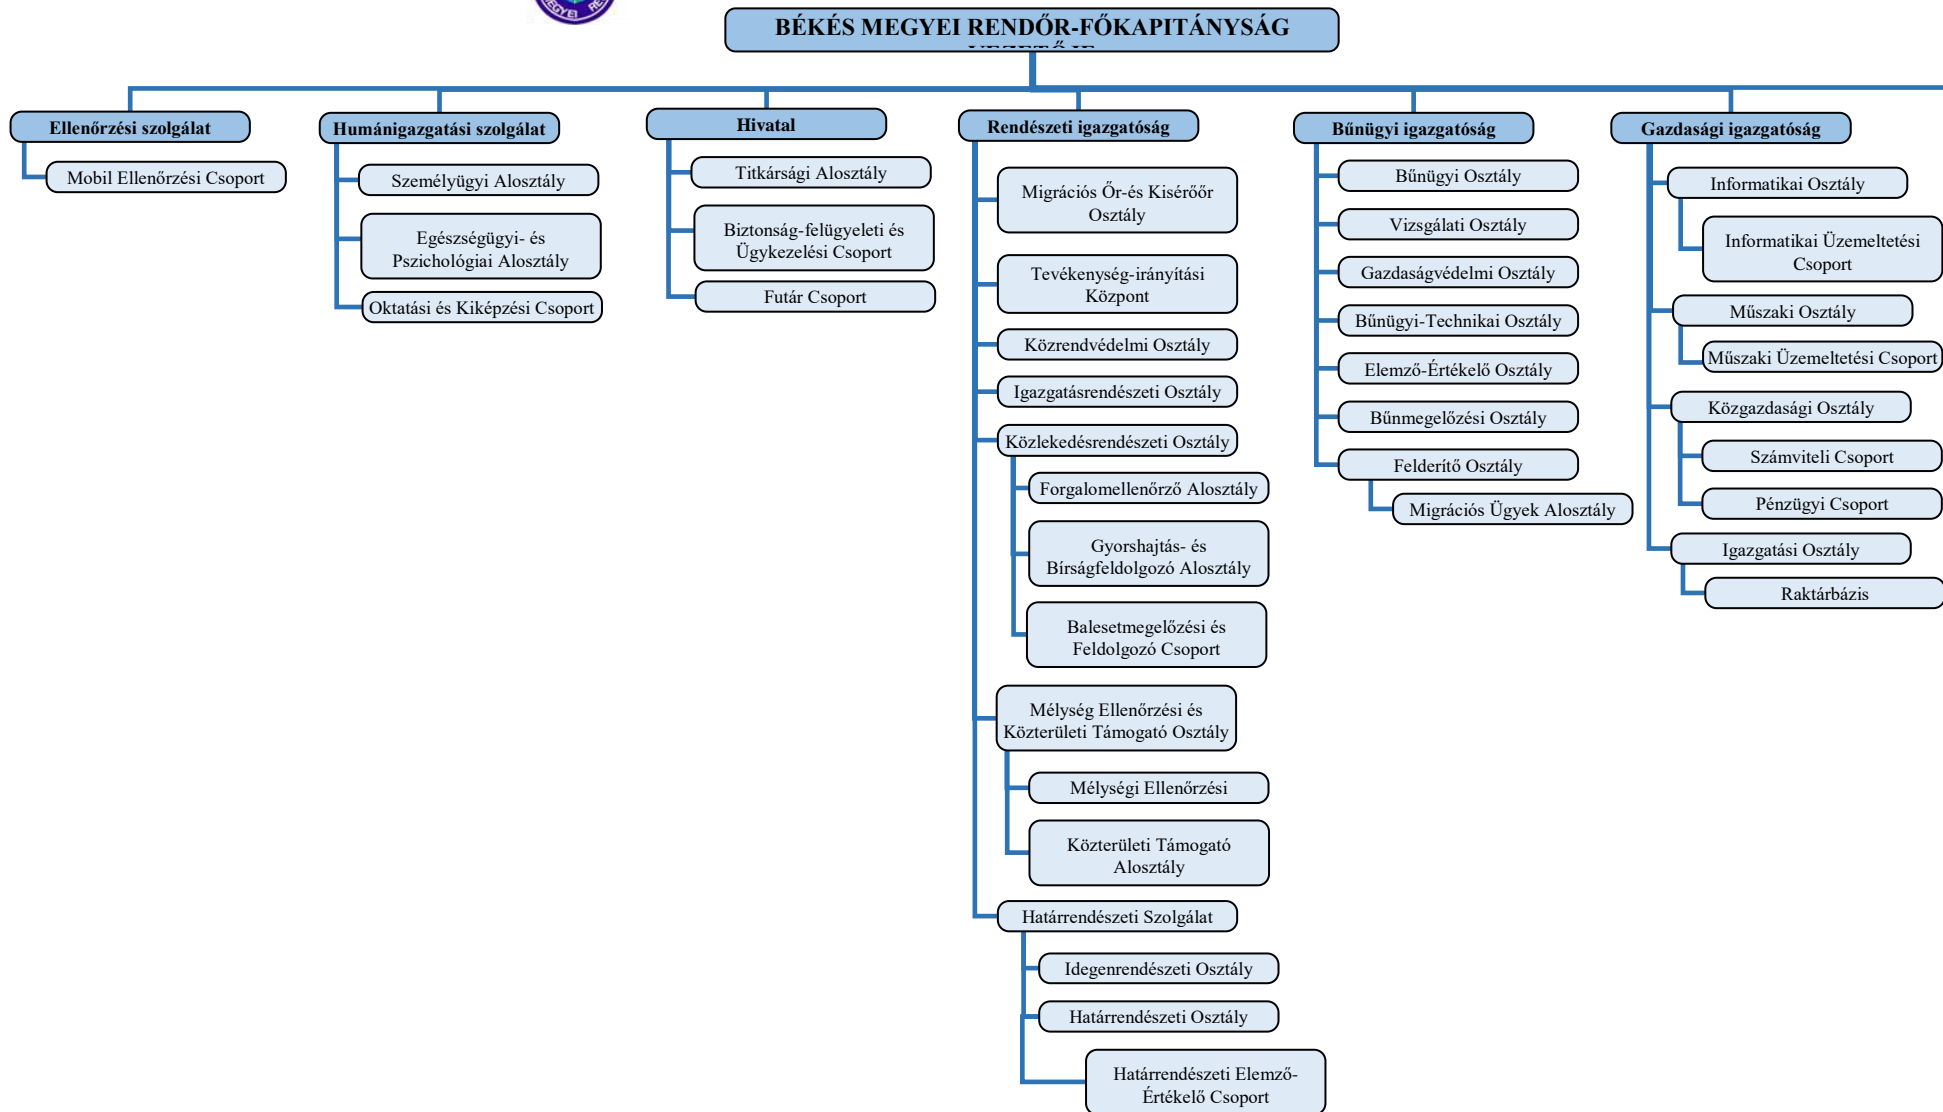 MEGYEI RE
BÉKÉS MEGYEI RENDŐR-FŐKAPITÁNYSÁG
VEZETŐJE
Ellenőrzési szolgálat
Mobil Ellenőrzési Csoport
Humánigazgatási szolgálat
Személyügyi Alosztály
Egészségügyi- és
Pszichológiai Alosztály
Oktatási és Kiképzési Csoport
Hivatal
Titkársági Alosztály
Biztonság-felügyeleti és
Ügykezelési Csoport
Futár Csoport
Rendészeti igazgatóság
Migrációs Őr-és Kisérőőr
Osztály
Tevékenység-irányítási
Központ
Közrendvédelmi Osztály
Igazgatásrendészeti Osztály
Közlekedésrendészeti Osztály
Forgalomellenőrző Alosztály
Gyorshajtás- és
Bírságfeldolgozó Alosztály
Balesetmegelőzési és
Feldolgozó Csoport
Mélység Ellenőrzési és
Közterületi Támogató Osztály
Mélységi Ellenőrzési
Közterületi Támogató
Alosztály
Határrendészeti Szolgálat
Idegenrendészeti Osztály
Határrendészeti Osztály
Határrendészeti Elemző-
Értékelő Csoport
Bűnügyi igazgatóság
Bűnügyi Osztály
Vizsgálati Osztály
Gazdaságvédelmi Osztály
Bűnügyi-Technikai Osztály
Elemző-Értékelő Osztály
Bűnmegelőzési Osztály
Felderítő Osztály
Migrációs Ügyek Alosztály
Gazdasági igazgatóság
Informatikai Osztály
Informatikai Üzemeltetési
Csoport
Műszaki Osztály
Műszaki Üzemeltetési Csoport
Közgazdasági Osztály
Számviteli Csoport
Pénzügyi Csoport
Igazgatási Osztály
Raktárbázis